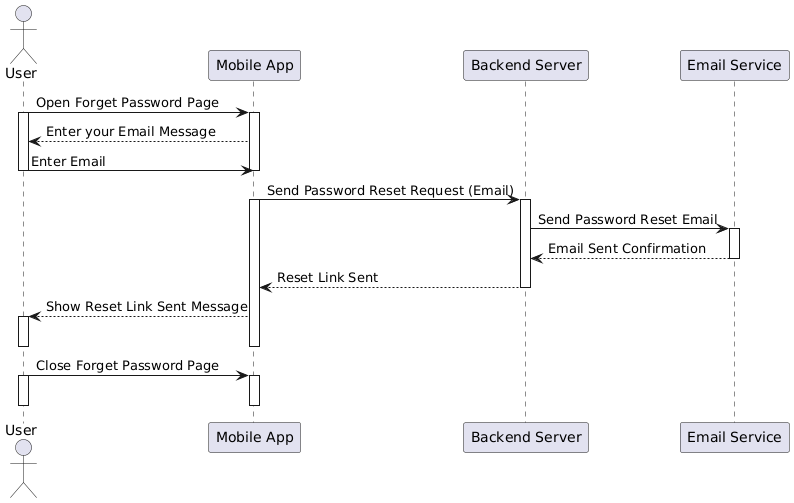 User
Mobile App
Backend Server
Email Service
Open Forget Password Page
Enter your Email Message
Enter Email
Send Password Reset Request (Email)
Send Password Reset Email
Email Sent Confirmation
Reset Link Sent
Show Reset Link Sent Message
Close Forget Password Page
User
Mobile App
Backend Server
Email Service